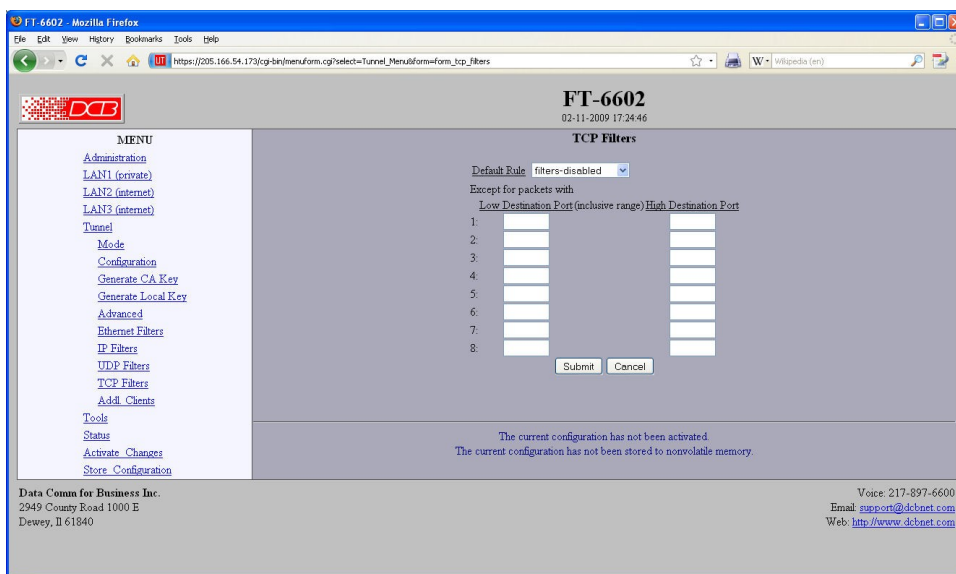 FT-6602 - Mozilla Firefox
File Edit View History Bookmarks Tools Help
UT https://205.166.54.173/cgi-bin/menuform.cgi?select=Tunnel_Menu&form=form_tcp_filters W Wikipedia (en)
DCB
FT-6602
02-11-2009 17:24:46
MENU
Administration
LAN1 (private)
LAN2 (internet)
LAN3 (internet)
Tunnel
Mode
Configuration
Generate CA Key
Generate Local Key
Advanced
Ethernet Filters
IP Filters
UDP Filters
TCP Filters
Addl. Clients
Tools
Status
Activate Changes
Store Configuration
TCP Filters
Default Rule filters-disabled
Except for packets with
Low Destination Port (inclusive range) High Destination Port
1:
2:
3:
4:
5:
6:
7:
8:
Submit Cancel
The current configuration has not been activated.
The current configuration has not been stored to nonvolatile memory.
Data Comm for Business Inc.
2949 County Road 1000 E
Dewey, Il 61840
Voice: 217-897-6600
Email: support@dcbnet.com
Web: http://www.dcbnet.com